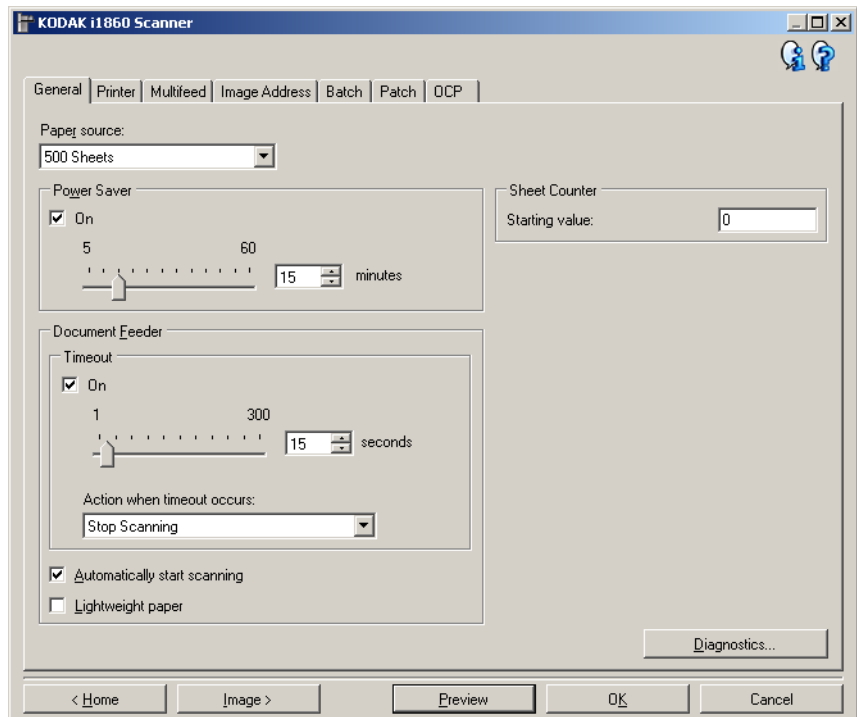 KODAK i1860 Scanner
General Printer Multifeed Image Address Batch Patch OCP
Paper source:
500 Sheets
Power Saver
On
5 60
15 minutes
Sheet Counter
Starting value: 0
Document Feeder
Timeout
On
1 300
15 seconds
Action when timeout occurs:
Stop Scanning
Automatically start scanning
Lightweight paper
Diagnostics...
< Home Image > Preview OK Cancel